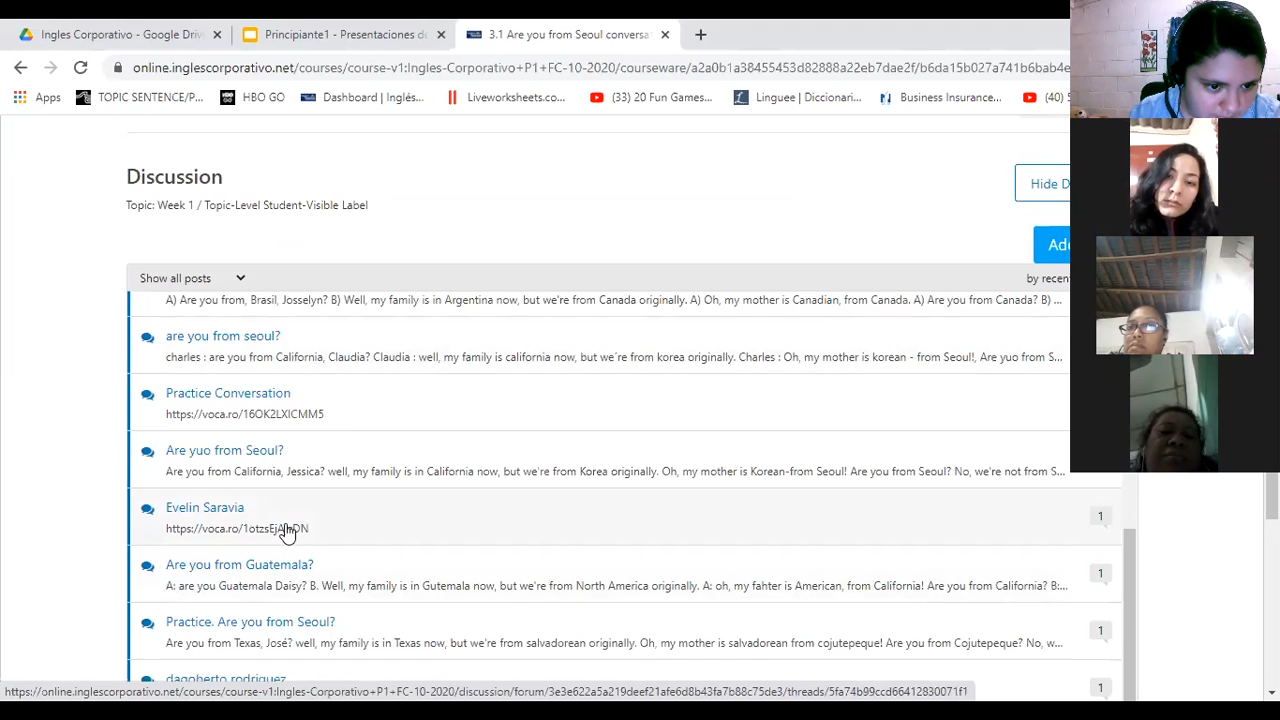 Ingles Corporativo - Google Driv
Principiante1 - Presentaciones de
3.1 Are you from Seoul conversat
online.inglescorporativo.net/courses/course-v1:Ingles-Corporativo+P1+FC-10-2020/courseware/a2a0b1a38455453d82888a22eb7dae2f/b6da15b027a741b6bab4e
Apps
TOPIC SENTENCE/P...
HBO GO
Dashboard | Inglés...
Liveworksheets.co...
(33) 20 Fun Games...
Linguee | Diccionari...
Business Insurance...
(40)
Discussion
Hide D
Topic: Week 1 / Topic-Level Student-Visible Label
Show all posts
by recen
A) Are you from, Brasil, Josselyn? B) Well, my family is in Argentina now, but we're from Canada originally. A) Oh, my mother is Canadian, from Canada. A) Are you from Canada? B) ...
are you from seoul?
charles : are you from California, Claudia? Claudia : well, my family is california now, but we´re from korea originally. Charles : Oh, my mother is korean - from Seoul!, Are yuo from S...
Practice Conversation
https://voca.ro/16OK2LXICMM5
Are yuo from Seoul?
Are you from California, Jessica? well, my family is in California now, but we're from Korea originally. Oh, my mother is Korean-from Seoul! Are you from Seoul? No, we're not from S...
Evelin Saravia
1
Are you from Guatemala?
A: are you Guatemala Daisy? B. Well, my family is in Gutemala now, but we're from North America originally. A: oh, my fahter is American, from California! Are you from California? B:...
1
Practice. Are you from Seoul?
Are you from Texas, José? well, my family is in Texas now, but we're from salvadorean originally. Oh, my mother is salvadorean from cojutepeque! Are you from Cojutepeque? No, w...
1
dagoberto rodriguez
1
https://online.inglescorporativo.net/courses/course-v1:Ingles-Corporativo+P1+FC-10-2020/discussion/forum/3e3e622a5a219deef21afe6d8b43fa7b88c75de3/threads/5fa74b99ccd66412830071f1